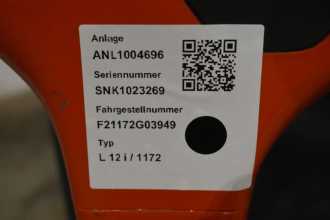 Anlage
ANL1004696
Seriennummer
SNK1023269
Fahrgestellnummer
F21172G03949
Typ
L 12 i / 1172